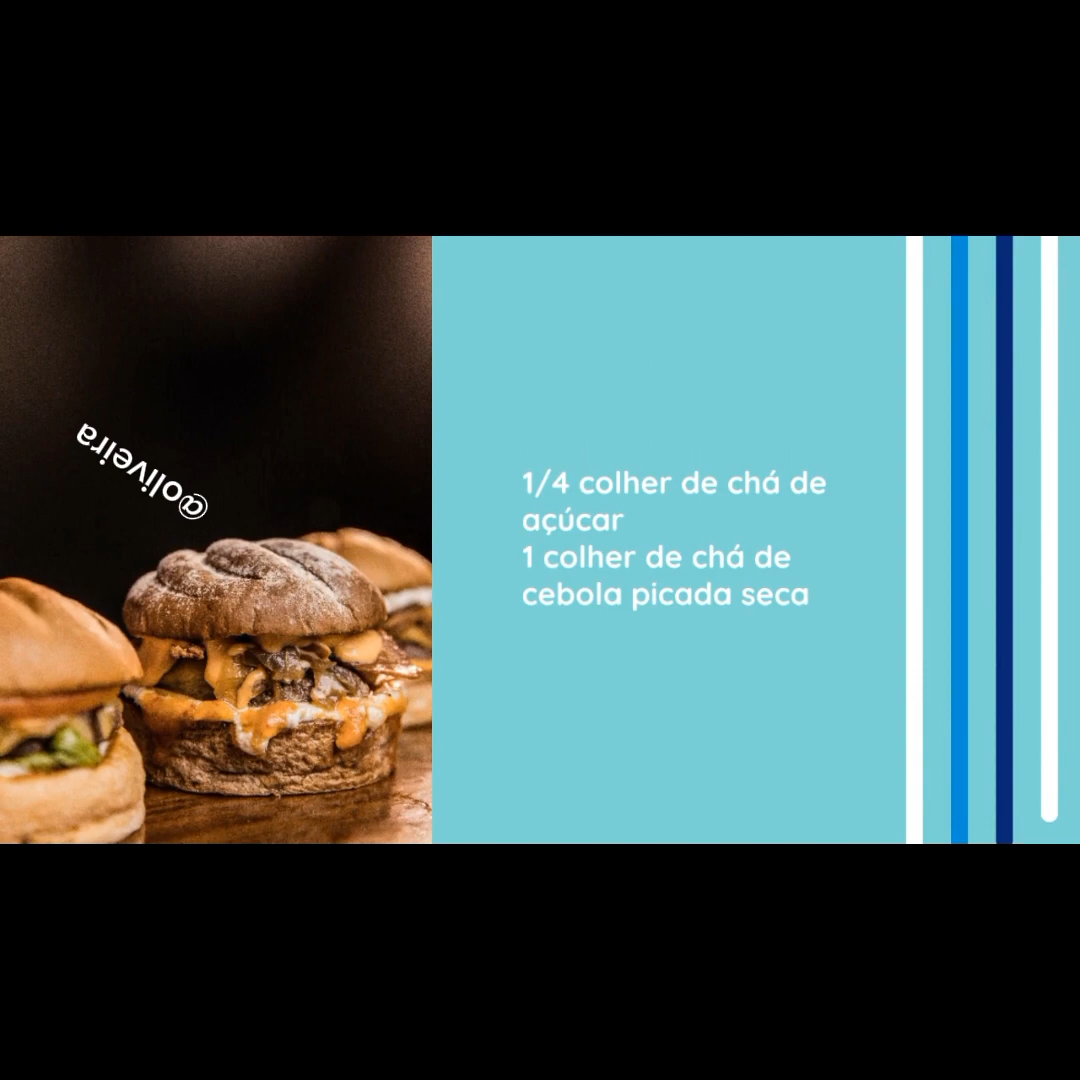 @oliveira
1/4 colher de chá de
açúcar
1 colher de chá de
cebola picada seca